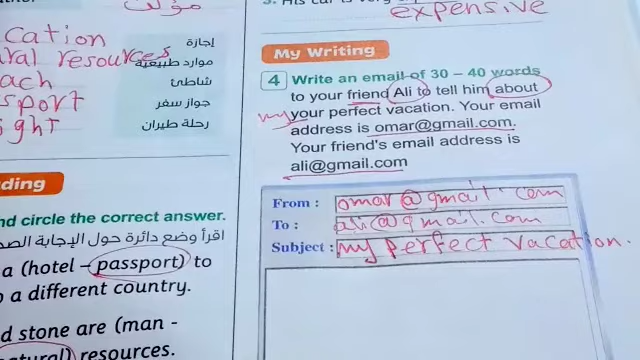 مؤنث
expensive
cation
ral resources
ach
sport
ight
إجازة
موارد طبيعية
شاطئ
جواز سفر
رحلة طيران
ding
nd circle the correct answer.
اقرأ وضع دائرة حول الإجابة الص
a (hotel – passport) to
o a different country.
d stone are (man -
natural) resources.
My Writing
4 Write an email of 30 – 40 words
to your friend Ali to tell him about
my your perfect vacation. Your email
address is omar@gmail.com.
Your friend's email address is
ali@gmail.com
From : omar@gmail.com
To : ali@gmail.com
Subject : my perfect vacation.